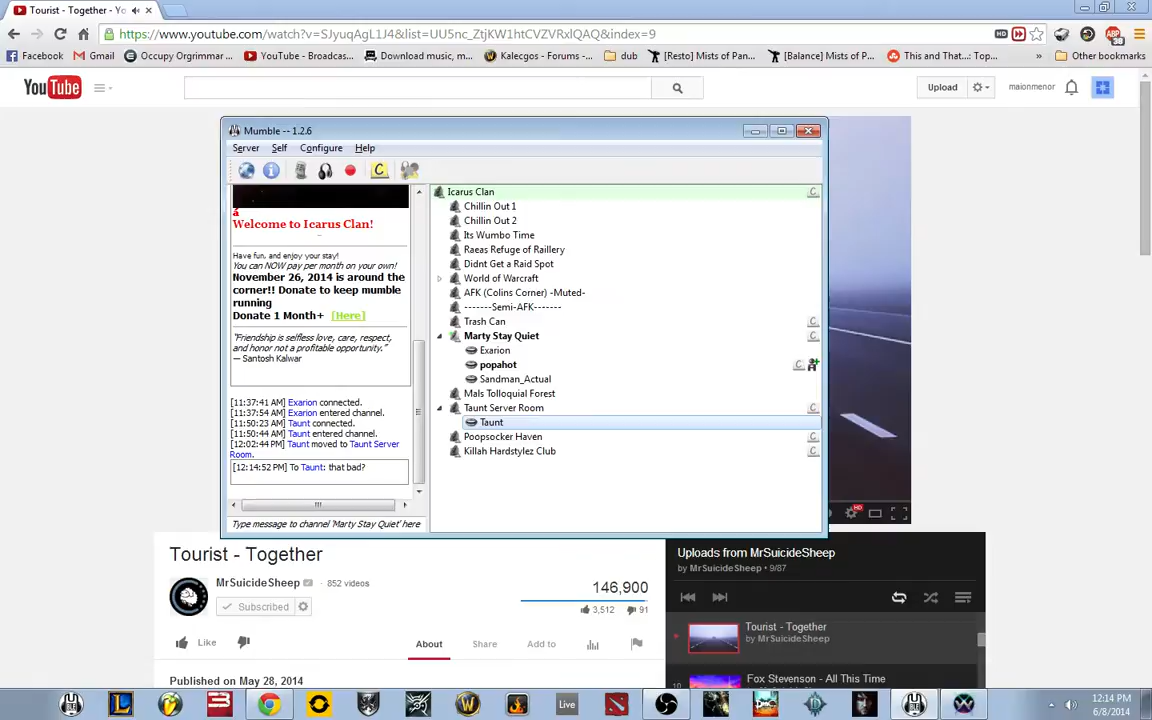 Tourist - Together - Yo
https://www.youtube.com/watch?v=SJyuqAgL1J4&list=UU5nc_ZtjKW1htCVZVRxlQAQ&index=9
Facebook Gmail Occupy Orgrimmar... YouTube - Broadcas... Download music, m... Kalecgos - Forums -... dub [Resto] Mists of Pan... [Balance] Mists of P... This and That...: Top... » Other bookmarks
You Tube Upload maionmenor
Mumble -- 1.2.6
Server Self Configure Help
á
Welcome to Icarus Clan!
Have fun, and enjoy your stay!
You can NOW pay per month on your own!
November 26, 2014 is around the
corner!! Donate to keep mumble
running
Donate 1 Month+ [Here]
"Friendship is selfless love, care, respect,
and honor not a profitable opportunity."
— Santosh Kalwar
[11:37:41 AM] Exarion connected.
[11:37:54 AM] Exarion entered channel.
[11:50:23 AM] Taunt connected.
[11:50:44 AM] Taunt entered channel.
[12:02:44 PM] Taunt moved to Taunt Server
Room.
[12:14:52 PM] To Taunt: that bad?
Type message to channel 'Marty Stay Quiet' here
Icarus Clan
Chillin Out 1
Chillin Out 2
Its Wumbo Time
Raeas Refuge of Raillery
Didnt Get a Raid Spot
World of Warcraft
AFK (Colins Corner) -Muted-
-------Semi-AFK-------
Trash Can
Marty Stay Quiet
Exarion
popahot
Sandman_Actual
Mals Tolloquial Forest
Taunt Server Room
Taunt
Poopsocker Haven
Killah Hardstylez Club
Tourist - Together
MrSuicideSheep 852 videos
Subscribed
146,900
3,512 91
Like About Share Add to
Published on May 28, 2014
Uploads from MrSuicideSheep
by MrSuicideSheep • 9/87
Tourist - Together
by MrSuicideSheep
10 Fox Stevenson - All This Time
Live
12:14 PM
6/8/2014